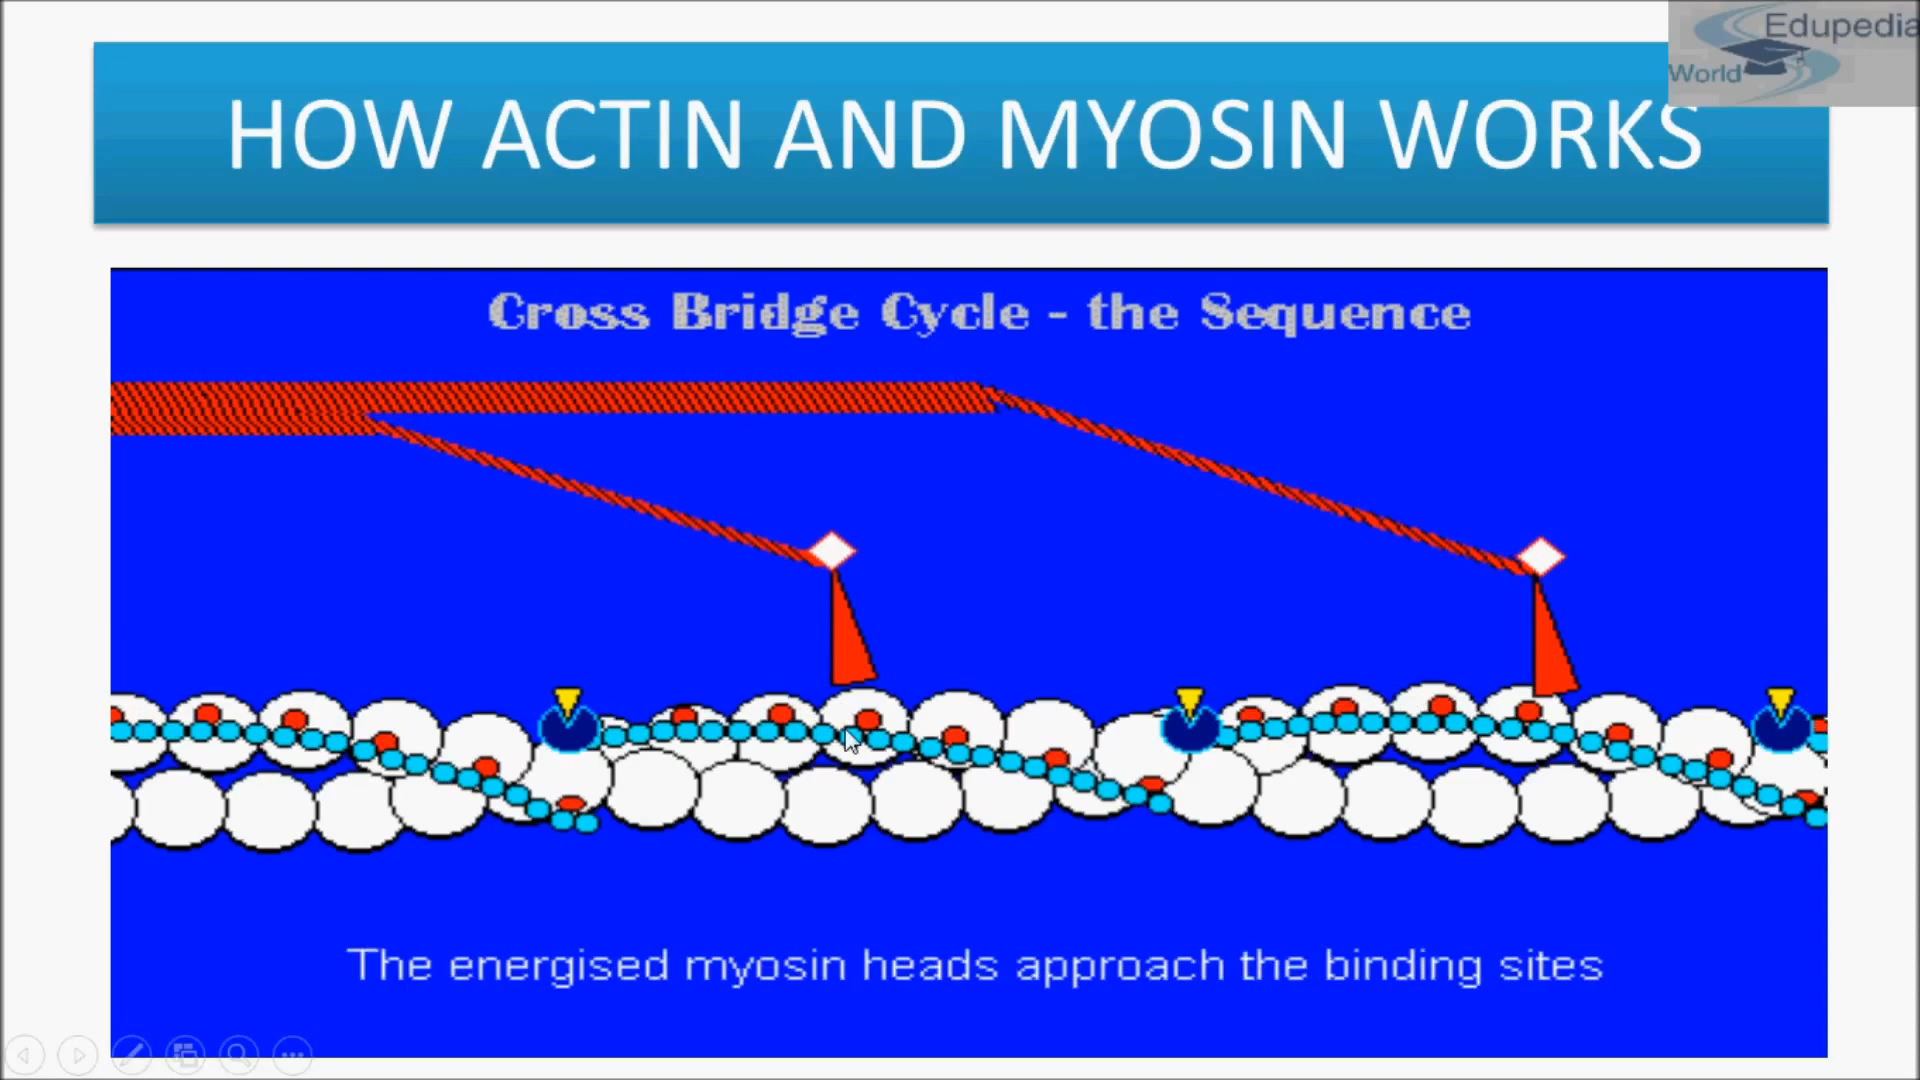 Edupedia
World
HOW ACTIN AND MYOSIN WORKS
Cross Bridge Cycle - the Sequence
The energised myosin heads approach the binding sites